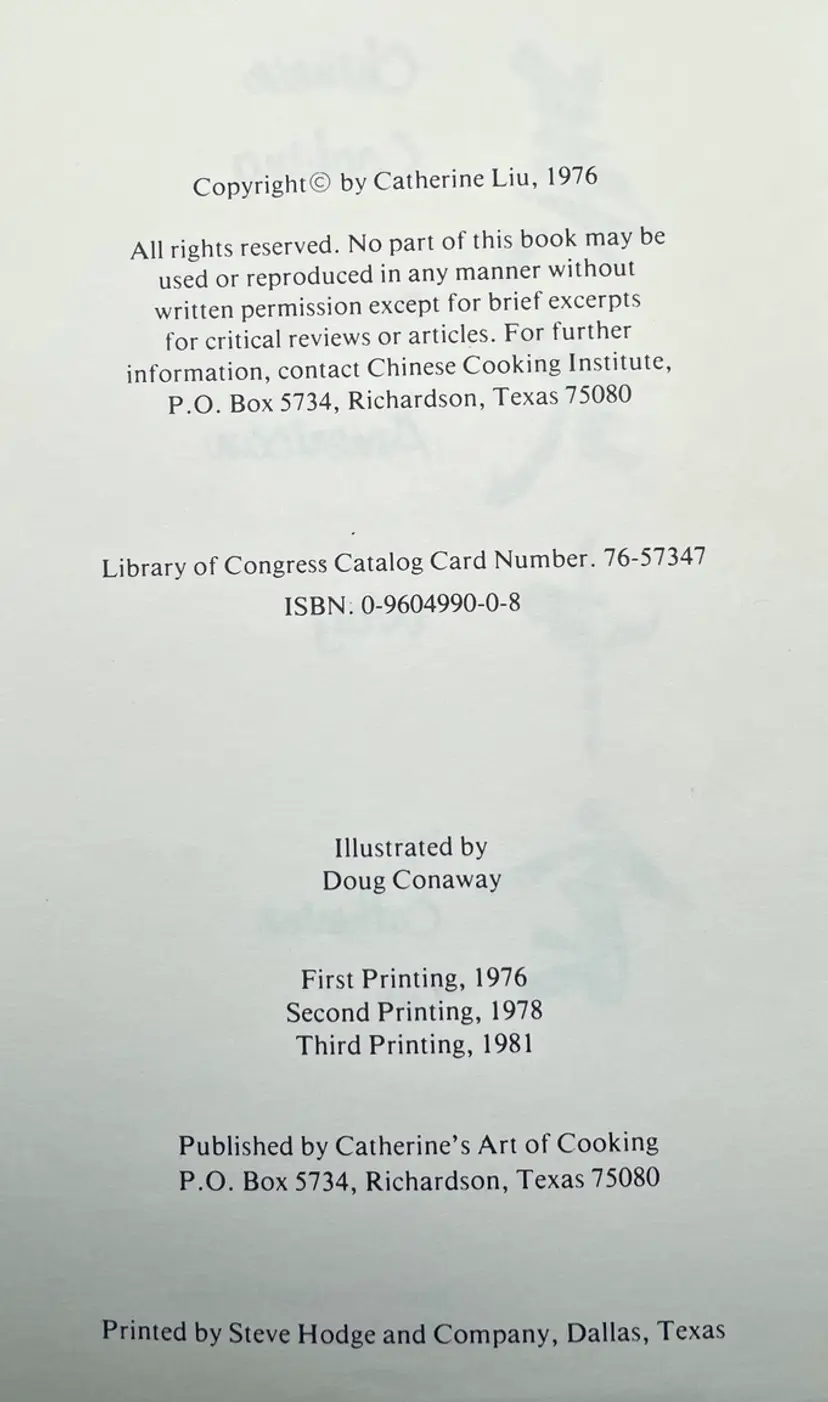 Copyright© by Catherine Liu, 1976
All rights reserved. No part of this book may be
used or reproduced in any manner without
written permission except for brief excerpts
for critical reviews or articles. For further
information, contact Chinese Cooking Institute,
P.O. Box 5734, Richardson, Texas 75080
Library of Congress Catalog Card Number. 76-57347
ISBN: 0-9604990-0-8
Illustrated by
Doug Conaway
First Printing, 1976
Second Printing, 1978
Third Printing, 1981
Published by Catherine's Art of Cooking
P.O. Box 5734, Richardson, Texas 75080
Printed by Steve Hodge and Company, Dallas, Texas